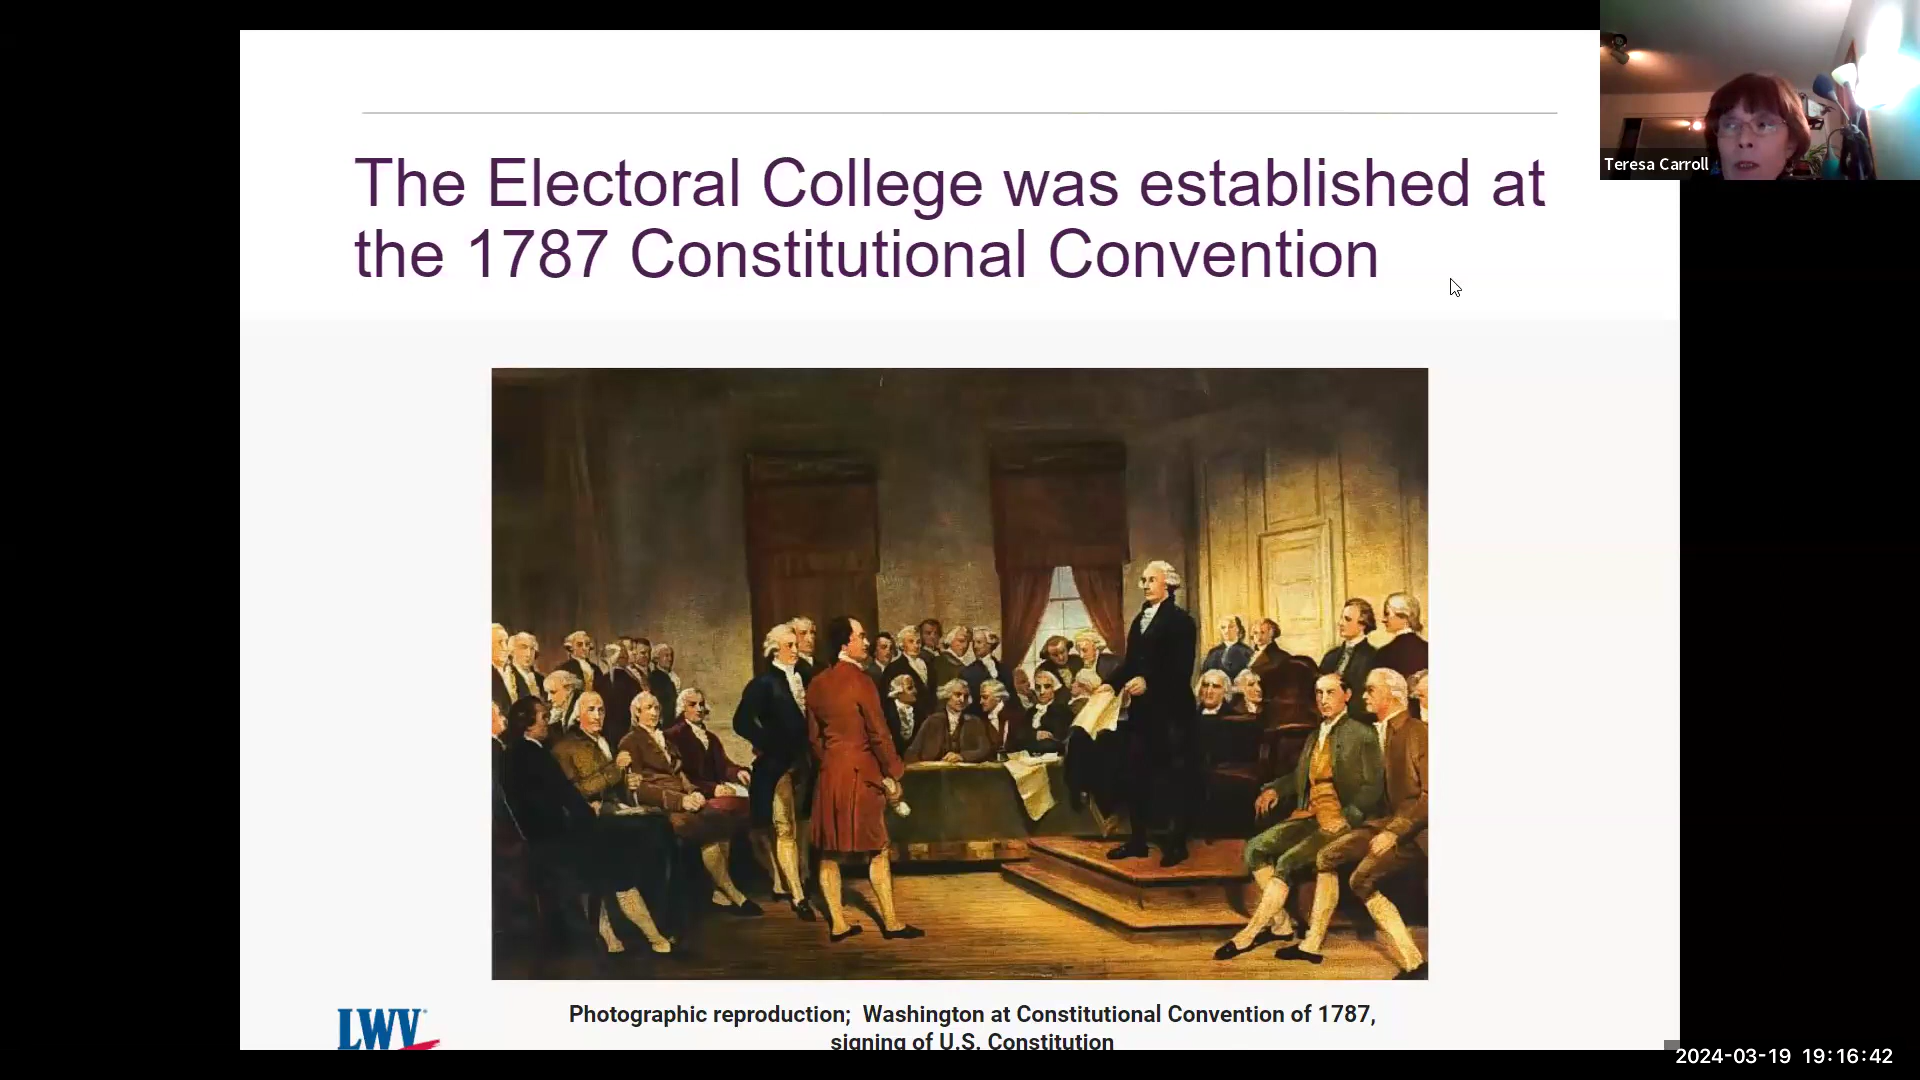 The Electoral College was established at
the 1787 Constitutional Convention
Teresa Carroll
Photographic reproduction; Washington at Constitutional Convention of 1787,
signing of U.S. Constitution
LWV
2024-03-19 19:16:42